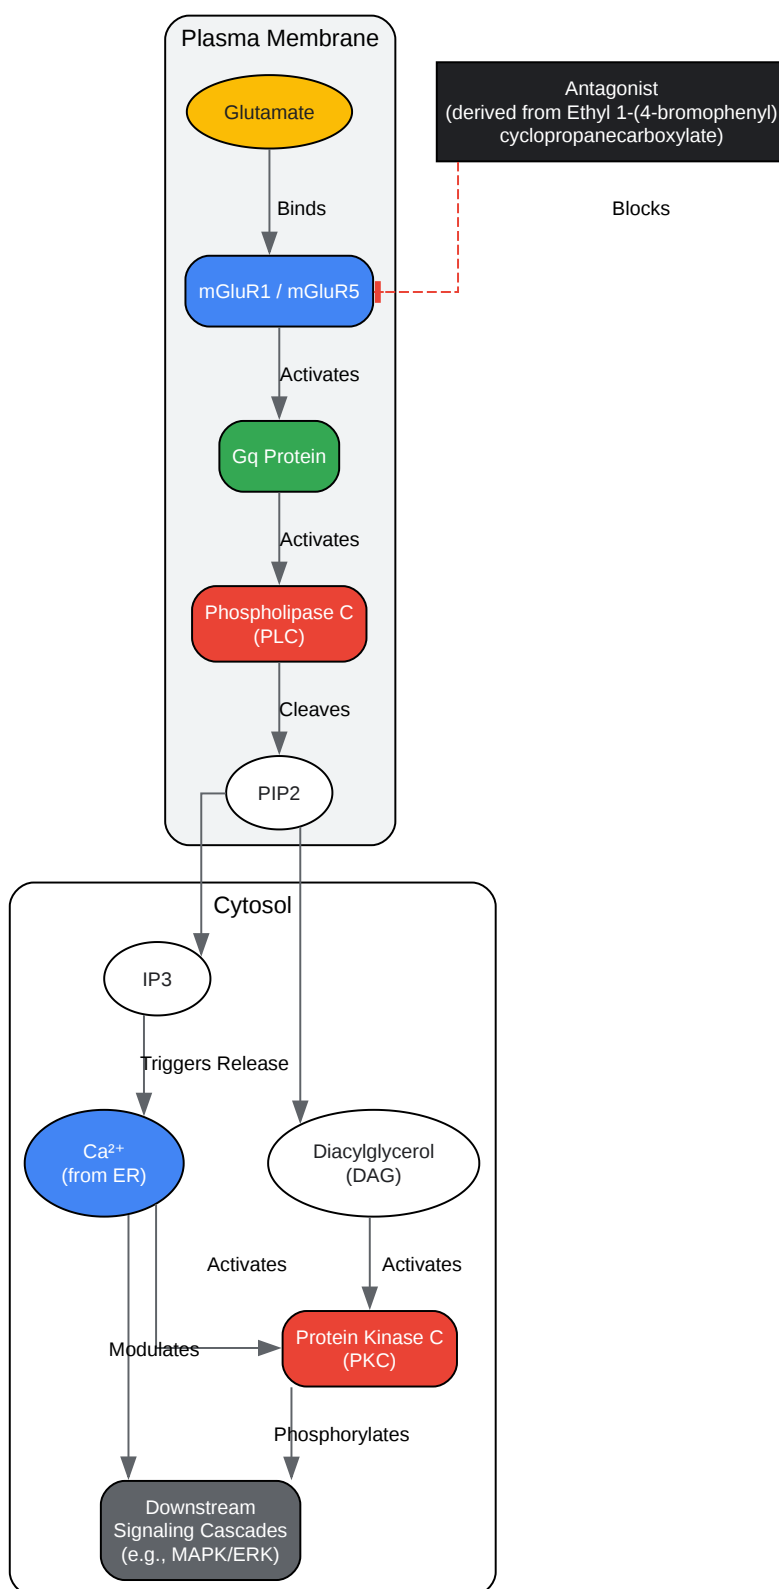 Plasma Membrane
Glutamate
Antagonist
(derived from Ethyl 1-(4-bromophenyl)
cyclopropanecarboxylate)
Binds
Blocks
mGluR1 / mGluR5
Activates
Gq Protein
Activates
Phospholipase C
(PLC)
Cleaves
PIP2
Cytosol
IP3
Triggers Release
Ca²⁺
(from ER)
Diacylglycerol
(DAG)
Activates
Activates
Modulates
Protein Kinase C
(PKC)
Phosphorylates
Downstream
Signaling Cascades
(e.g., MAPK/ERK)